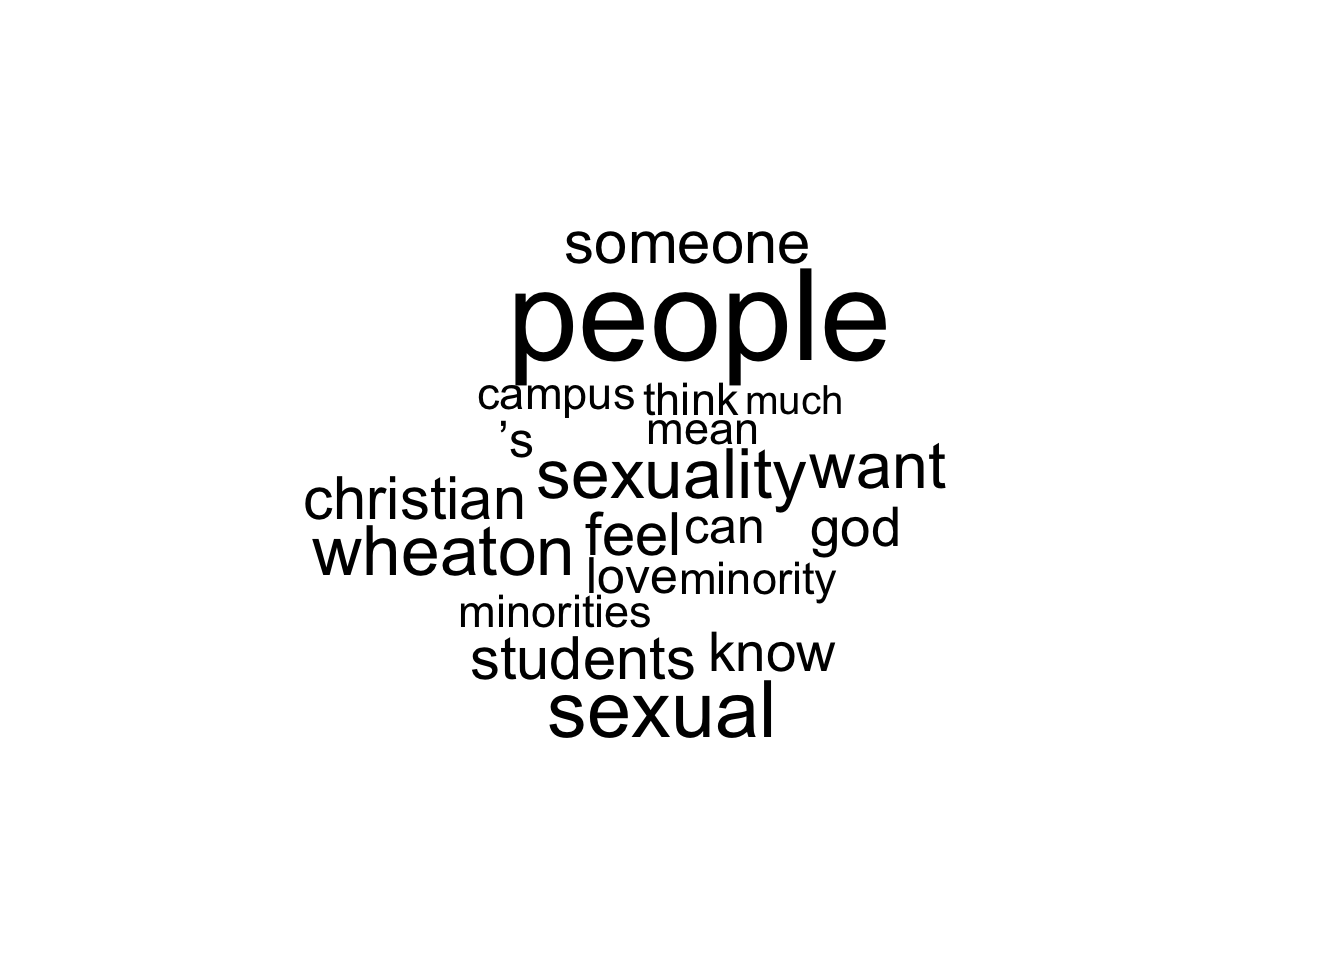 someone
people
campus think much
’s mean
sexuality want
christian
wheaton feel can god
love minority
minorities
students know
sexual